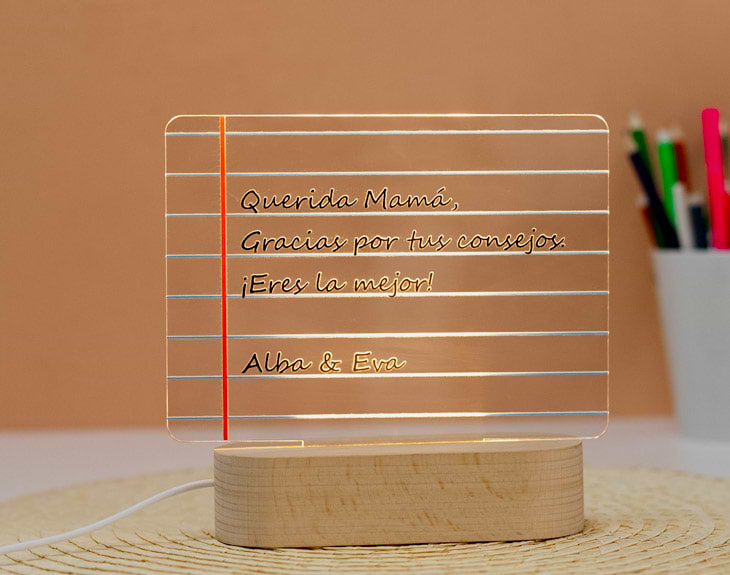 Querida Mamá,
Gracias por tus consejos.
¡Eres la mejor!
Alba & Eva